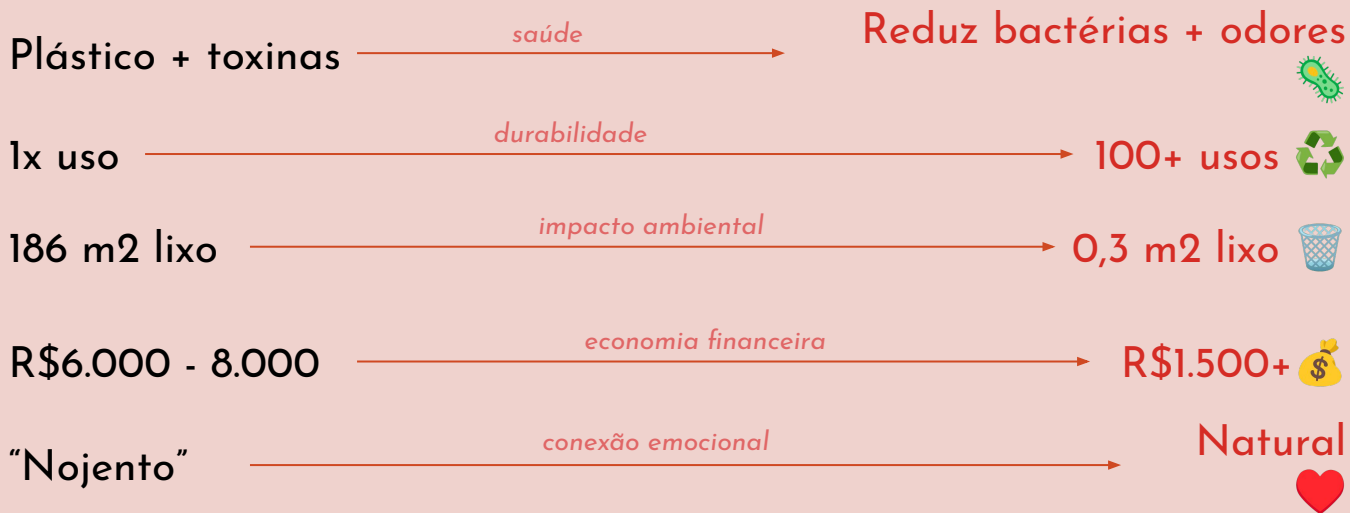 Plástico + toxinas
saúde
Reduz bactérias + odores
1x uso
durabilidade
100+ usos
186 m2 lixo
impacto ambiental
0,3 m2 lixo
R$6.000 - 8.000
economia financeira
R$1.500+
“Nojento”
conexão emocional
Natural